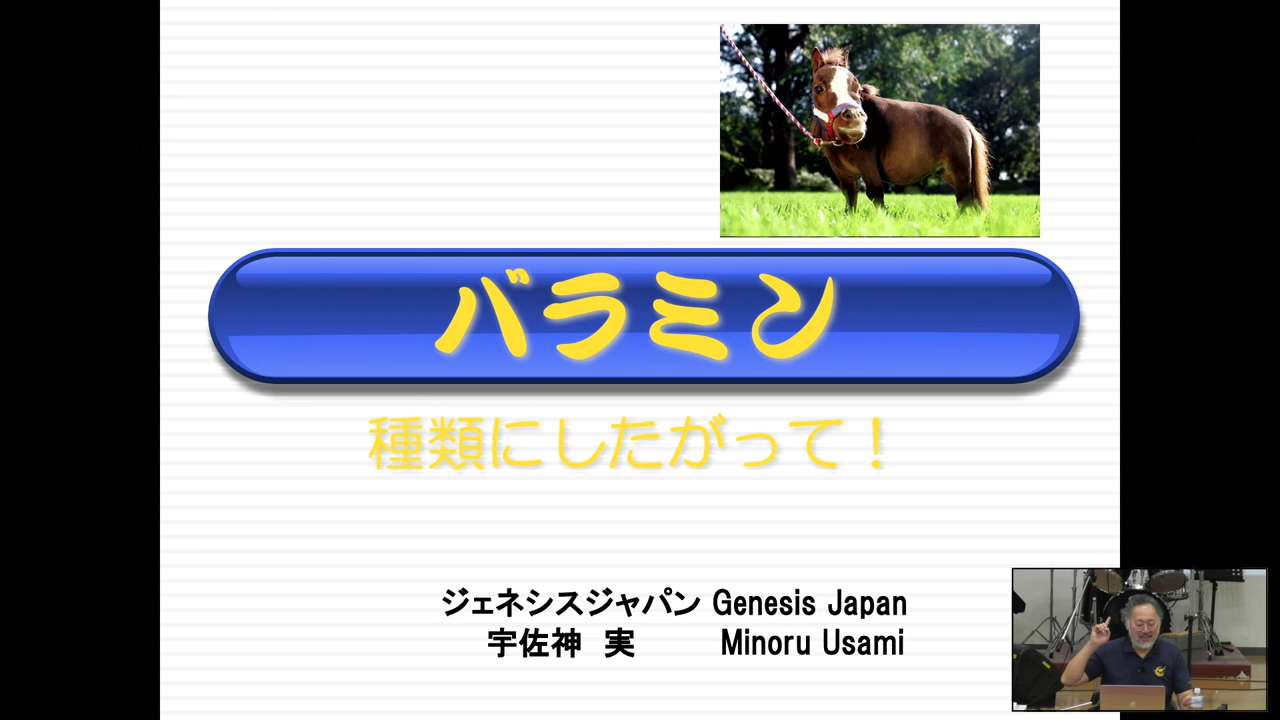 バラミン
種類にしたがって！
ジェネシスジャパン Genesis Japan
宇佐神　実　Minoru Usami